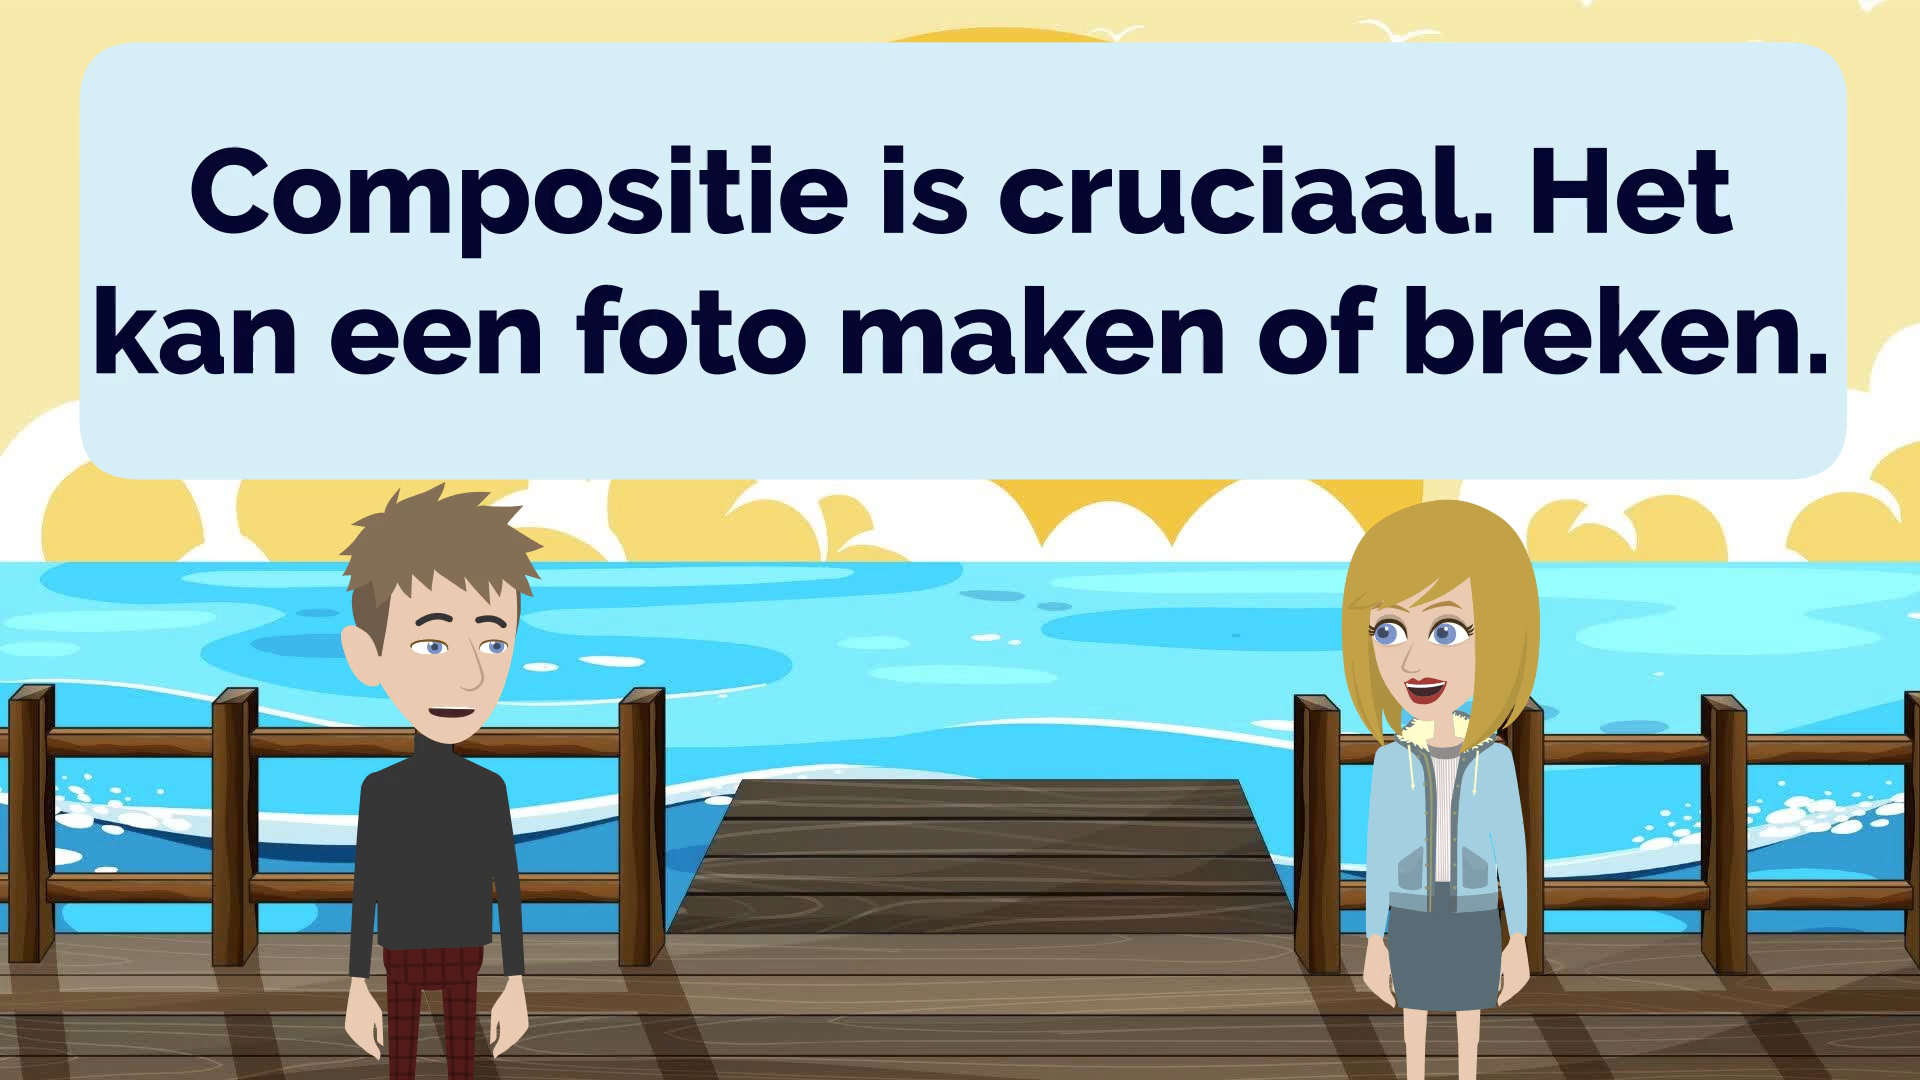 Compositie is cruciaal. Het
kan een foto maken of breken.